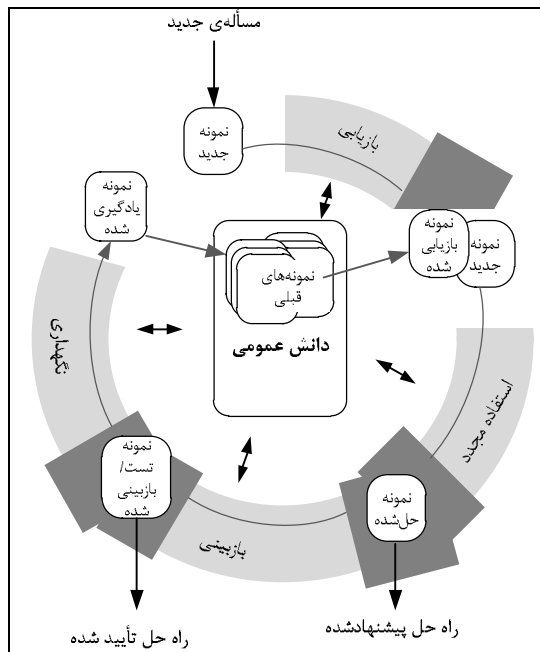 مسأله‌ی جدید
نمونه
جدید
بازیابی
نمونه
یادگیری
شده
نمونه
بازیابی
شده
نمونه
جدید
نمونه‌های
قبلی
دانش عمومی
نگهداری
استفاده مجدد
نمونه
تست/
بازبینی
شده
نمونه
حل‌شده
بازبینی
راه حل پیشنهادشده
راه حل تأیید شده